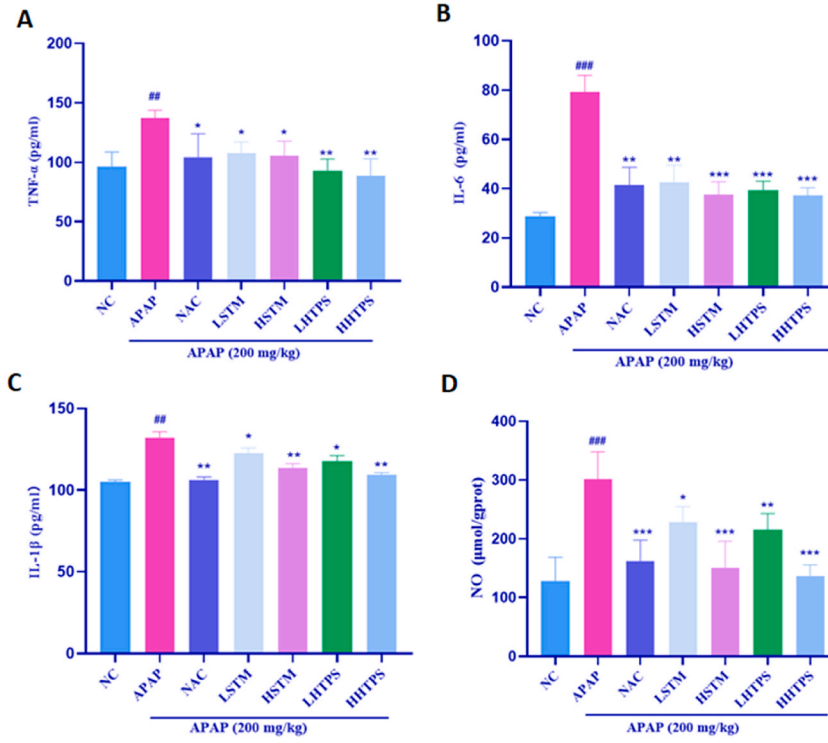 A
TNF-α (pg/ml)
200
150
100
50
0
##
*
*
*
**
**
NC
APAP
NAC
LSTM
HSTM
LHTPS
HHTPS
APAP (200 mg/kg)
B
IL-6 (pg/ml)
100
80
60
40
20
0
###
**
**
***
***
***
NC
APAP
NAC
LSTM
HSTM
LHTPS
HHTPS
APAP (200 mg/kg)
C
IL-1β (pg/ml)
150
100
50
0
##
**
*
**
*
**
NC
APAP
NAC
LSTM
HSTM
LHTPS
HHTPS
APAP (200 mg/kg)
D
NO (μmol/gprot)
400
300
200
100
0
###
***
*
***
**
***
NC
APAP
NAC
LSTM
HSTM
LHTPS
HHTPS
APAP (200 mg/kg)